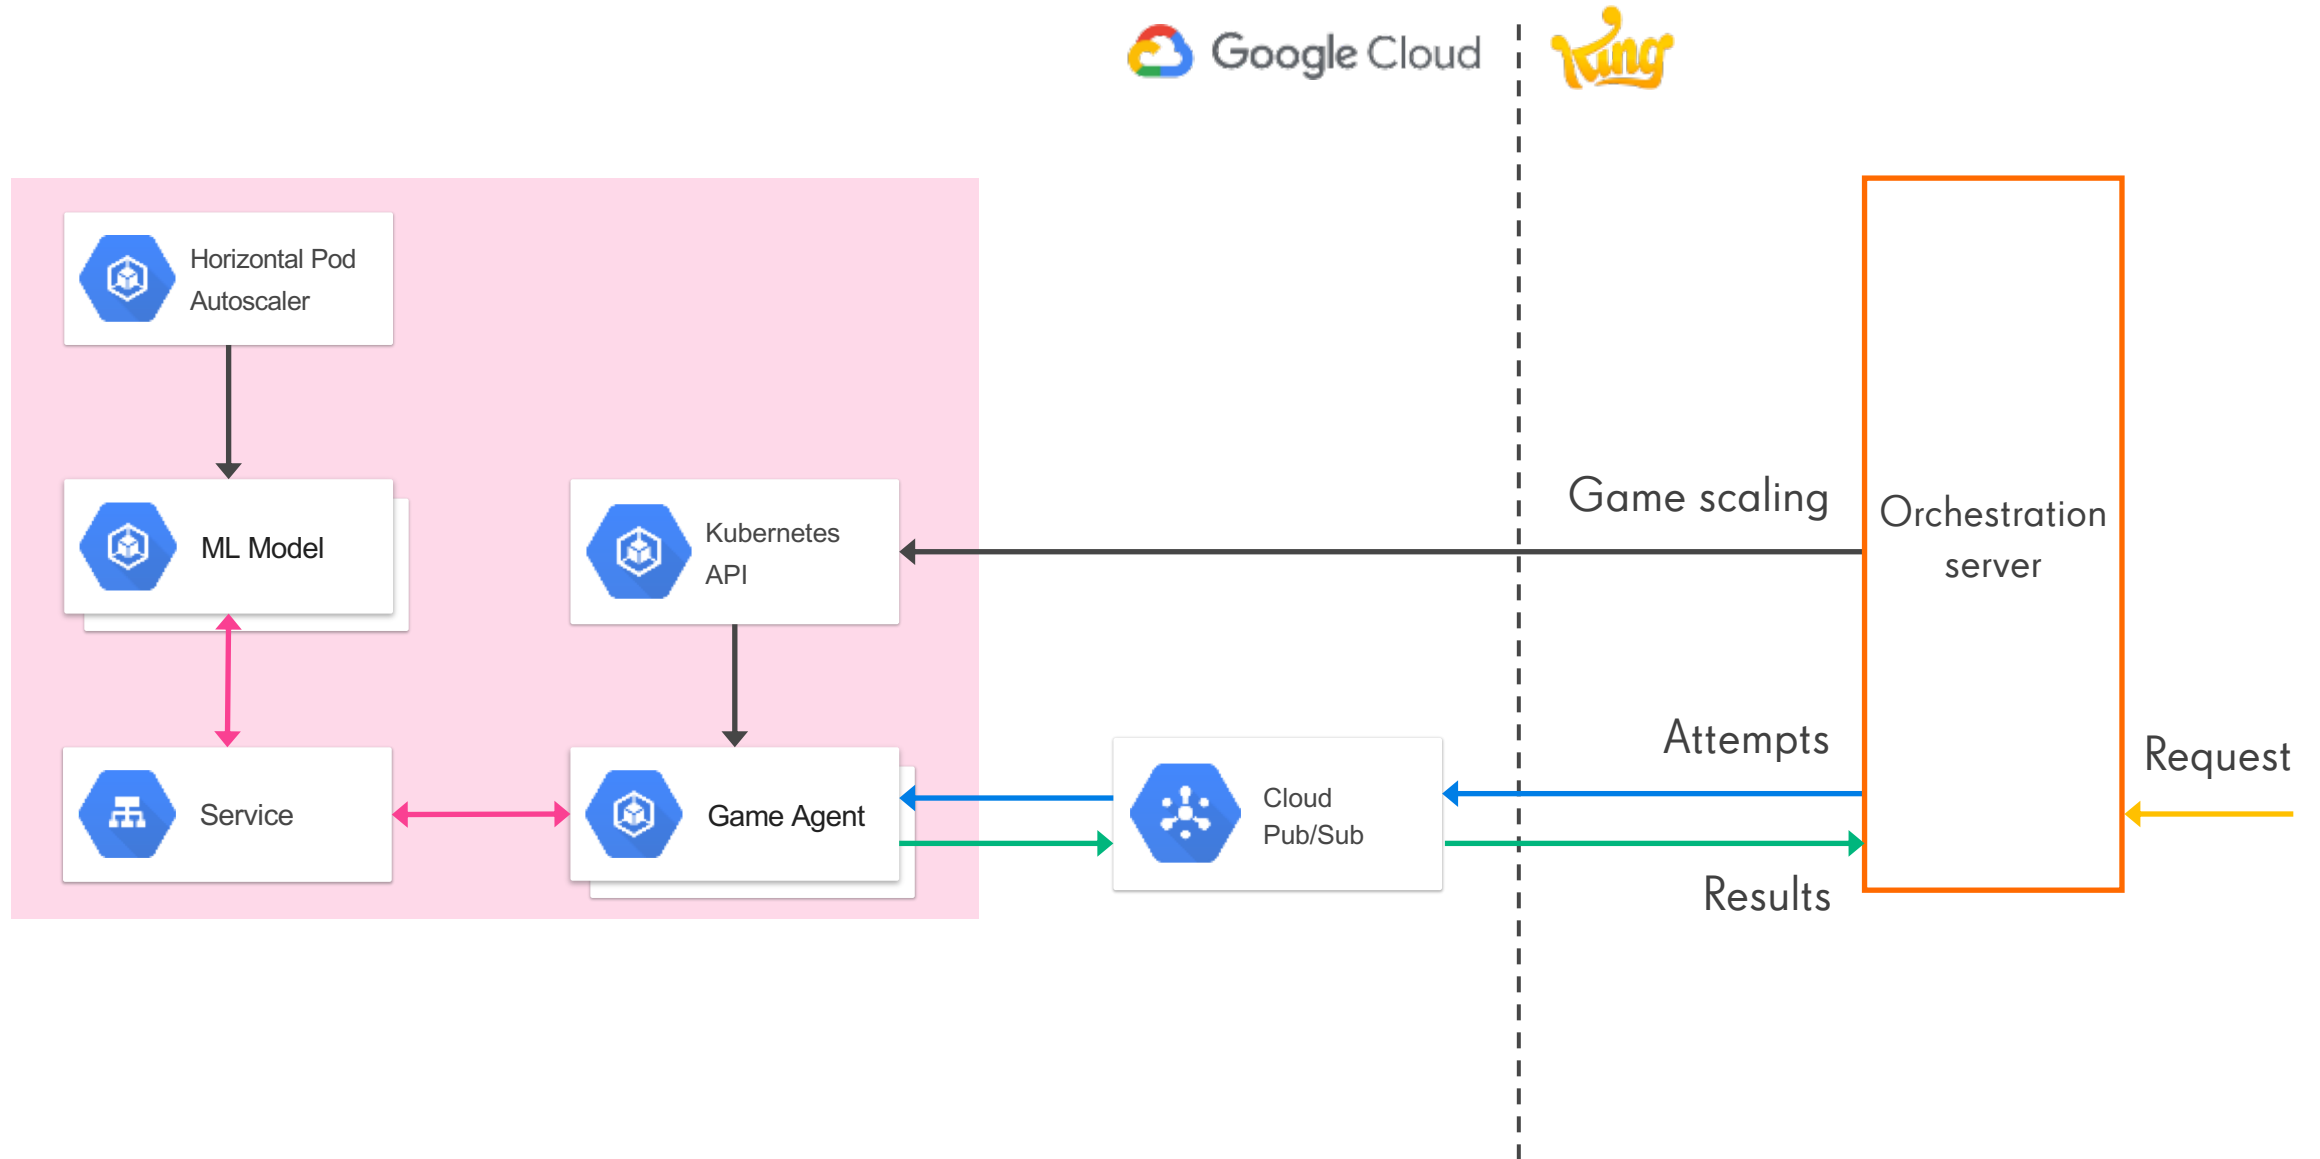 Google Cloud
King
Horizontal Pod
Autoscaler
ML Model
Kubernetes
API
Game scaling
Orchestration
server
Service
Game Agent
Cloud
Pub/Sub
Attempts
Results
Request